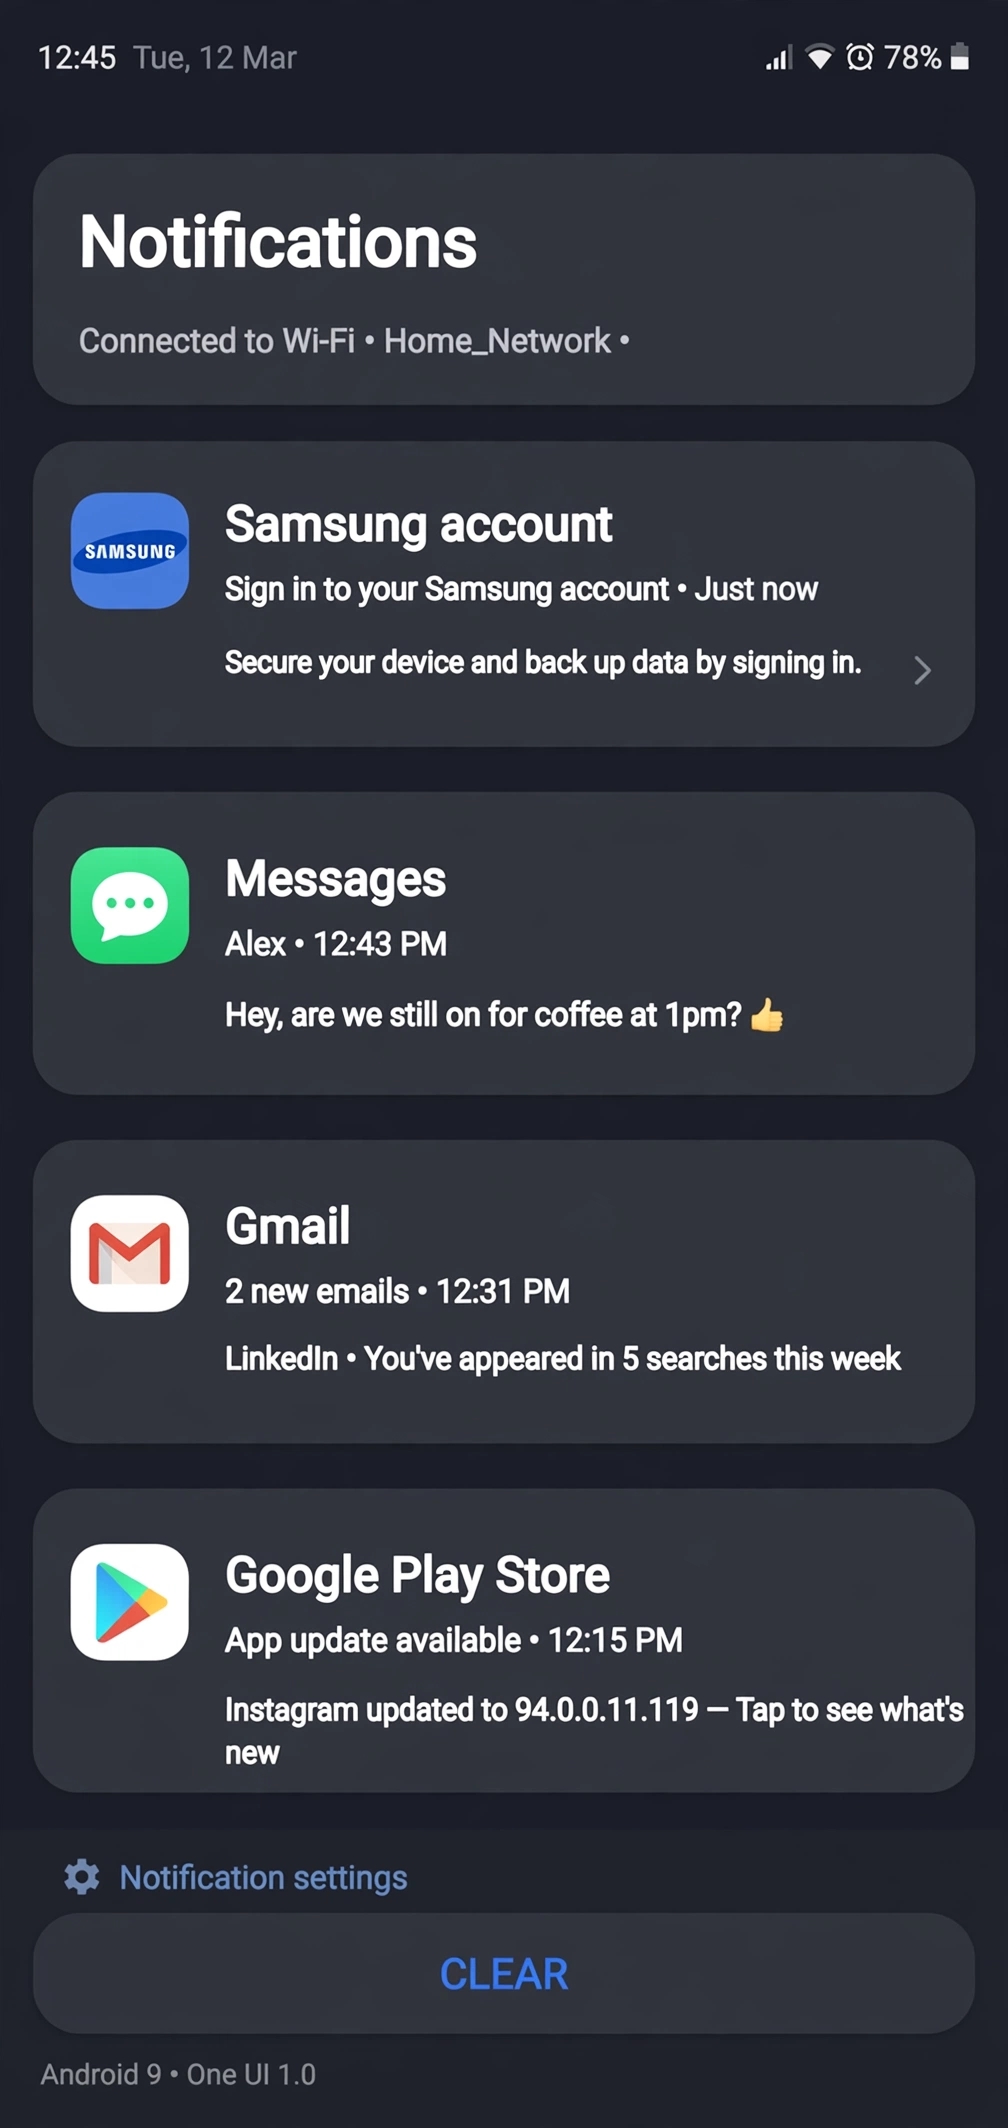 12:45 Tue, 12 Mar 78%
Notifications
Connected to Wi-Fi • Home_Network •
SAMSUNG
Samsung account
Sign in to your Samsung account • Just now
Secure your device and back up data by signing in.
Messages
Alex • 12:43 PM
Hey, are we still on for coffee at 1pm? 👍
Gmail
2 new emails • 12:31 PM
LinkedIn • You've appeared in 5 searches this week
Google Play Store
App update available • 12:15 PM
Instagram updated to 94.0.0.11.119 — Tap to see what's
new
Notification settings
CLEAR
Android 9 • One UI 1.0